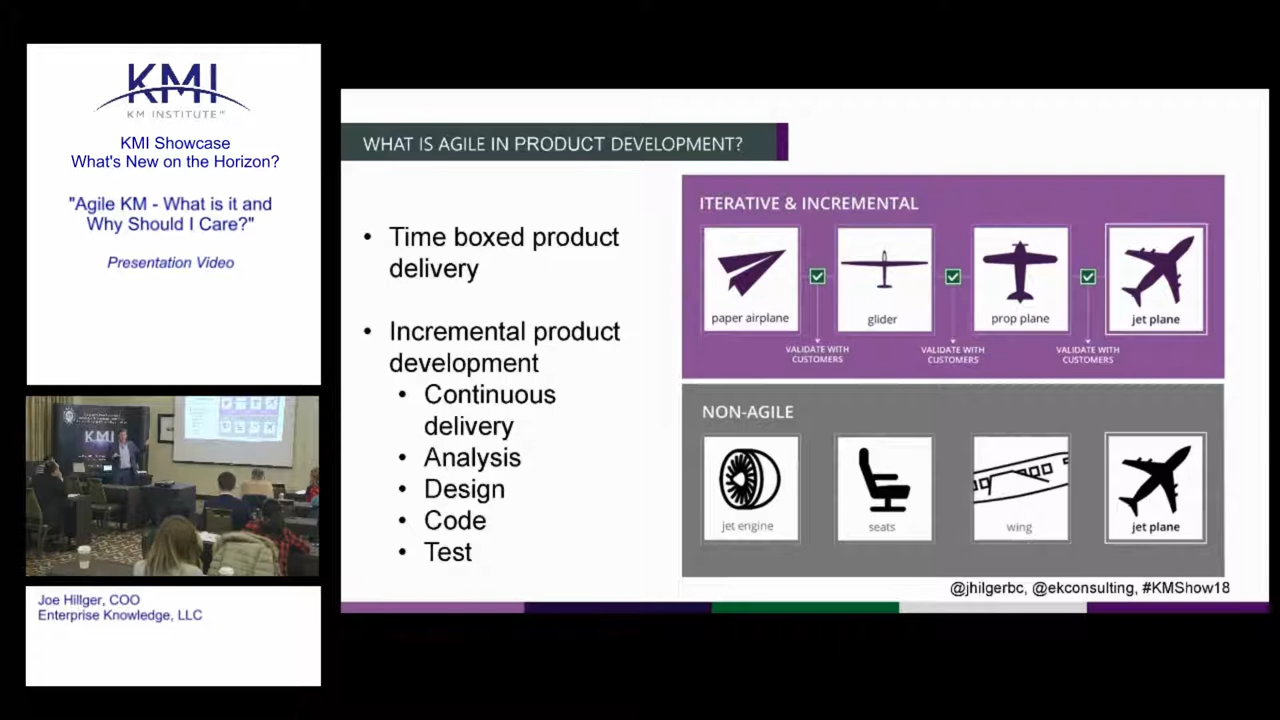 KMI
KM INSTITUTE
KMI Showcase
What's New on the Horizon?
"Agile KM - What is it and
Why Should I Care?"
Presentation Video
KMI
Joe Hillger, COO
Enterprise Knowledge, LLC
WHAT IS AGILE IN PRODUCT DEVELOPMENT?
• Time boxed product
delivery
• Incremental product
development
• Continuous
delivery
• Analysis
• Design
• Code
• Test
ITERATIVE & INCREMENTAL
paper airplane
glider
prop plane
jet plane
VALIDATE WITH
CUSTOMERS
VALIDATE WITH
CUSTOMERS
VALIDATE WITH
CUSTOMERS
NON-AGILE
jet engine
seats
wing
jet plane
@jhilgerbc, @ekconsulting, #KMShow18